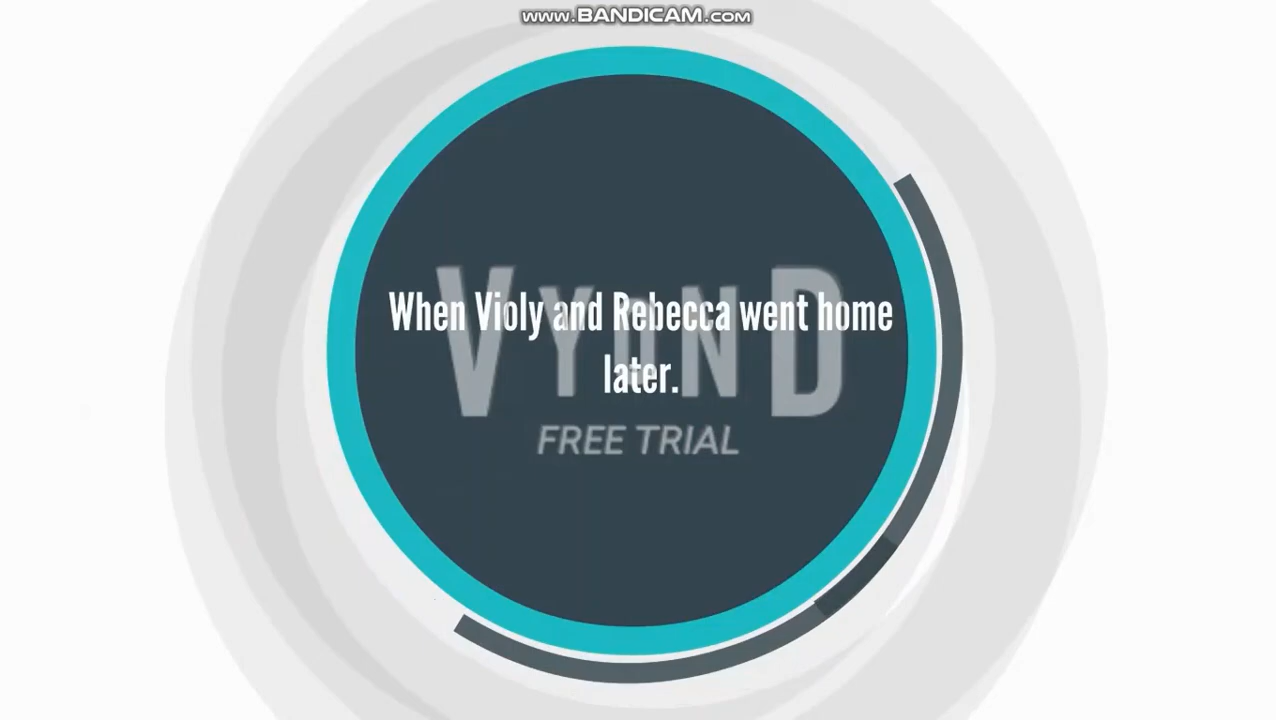 www.BANDICAM.com
When Violy and Rebecca went home
later.
VYOND
FREE TRIAL